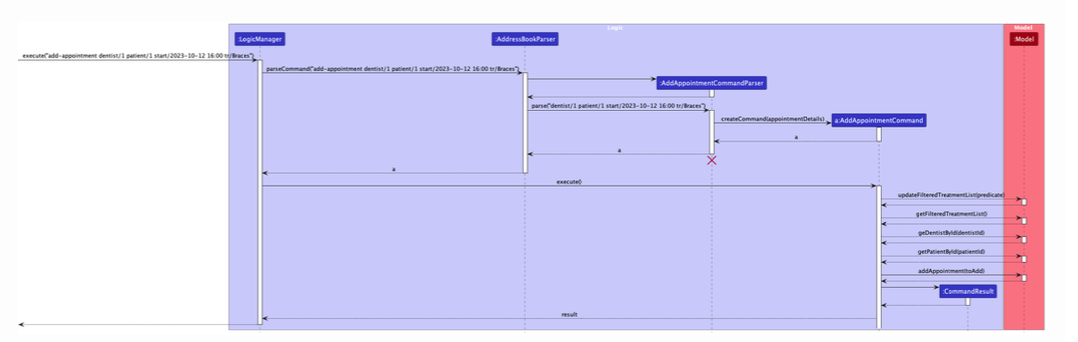 Logic
Model
:LogicManager
:AddressBookParser
:Model
execute("add-appointment dentist/1 patient/1 start/2023-10-12 16:00 tr/Braces")
parseCommand("add-appointment dentist/1 patient/1 start/2023-10-12 16:00 tr/Braces")
:AddAppointmentCommandParser
parse("dentist/1 patient/1 start/2023-10-12 16:00 tr/Braces")
createCommand(appointmentDetails)
a:AddAppointmentCommand
a
a
a
execute()
updateFilteredTreatmentList(predicate)
getFilteredTreatmentList()
geDentistById(dentistId)
getPatientById(patientId)
addAppointment(toAdd)
:CommandResult
result